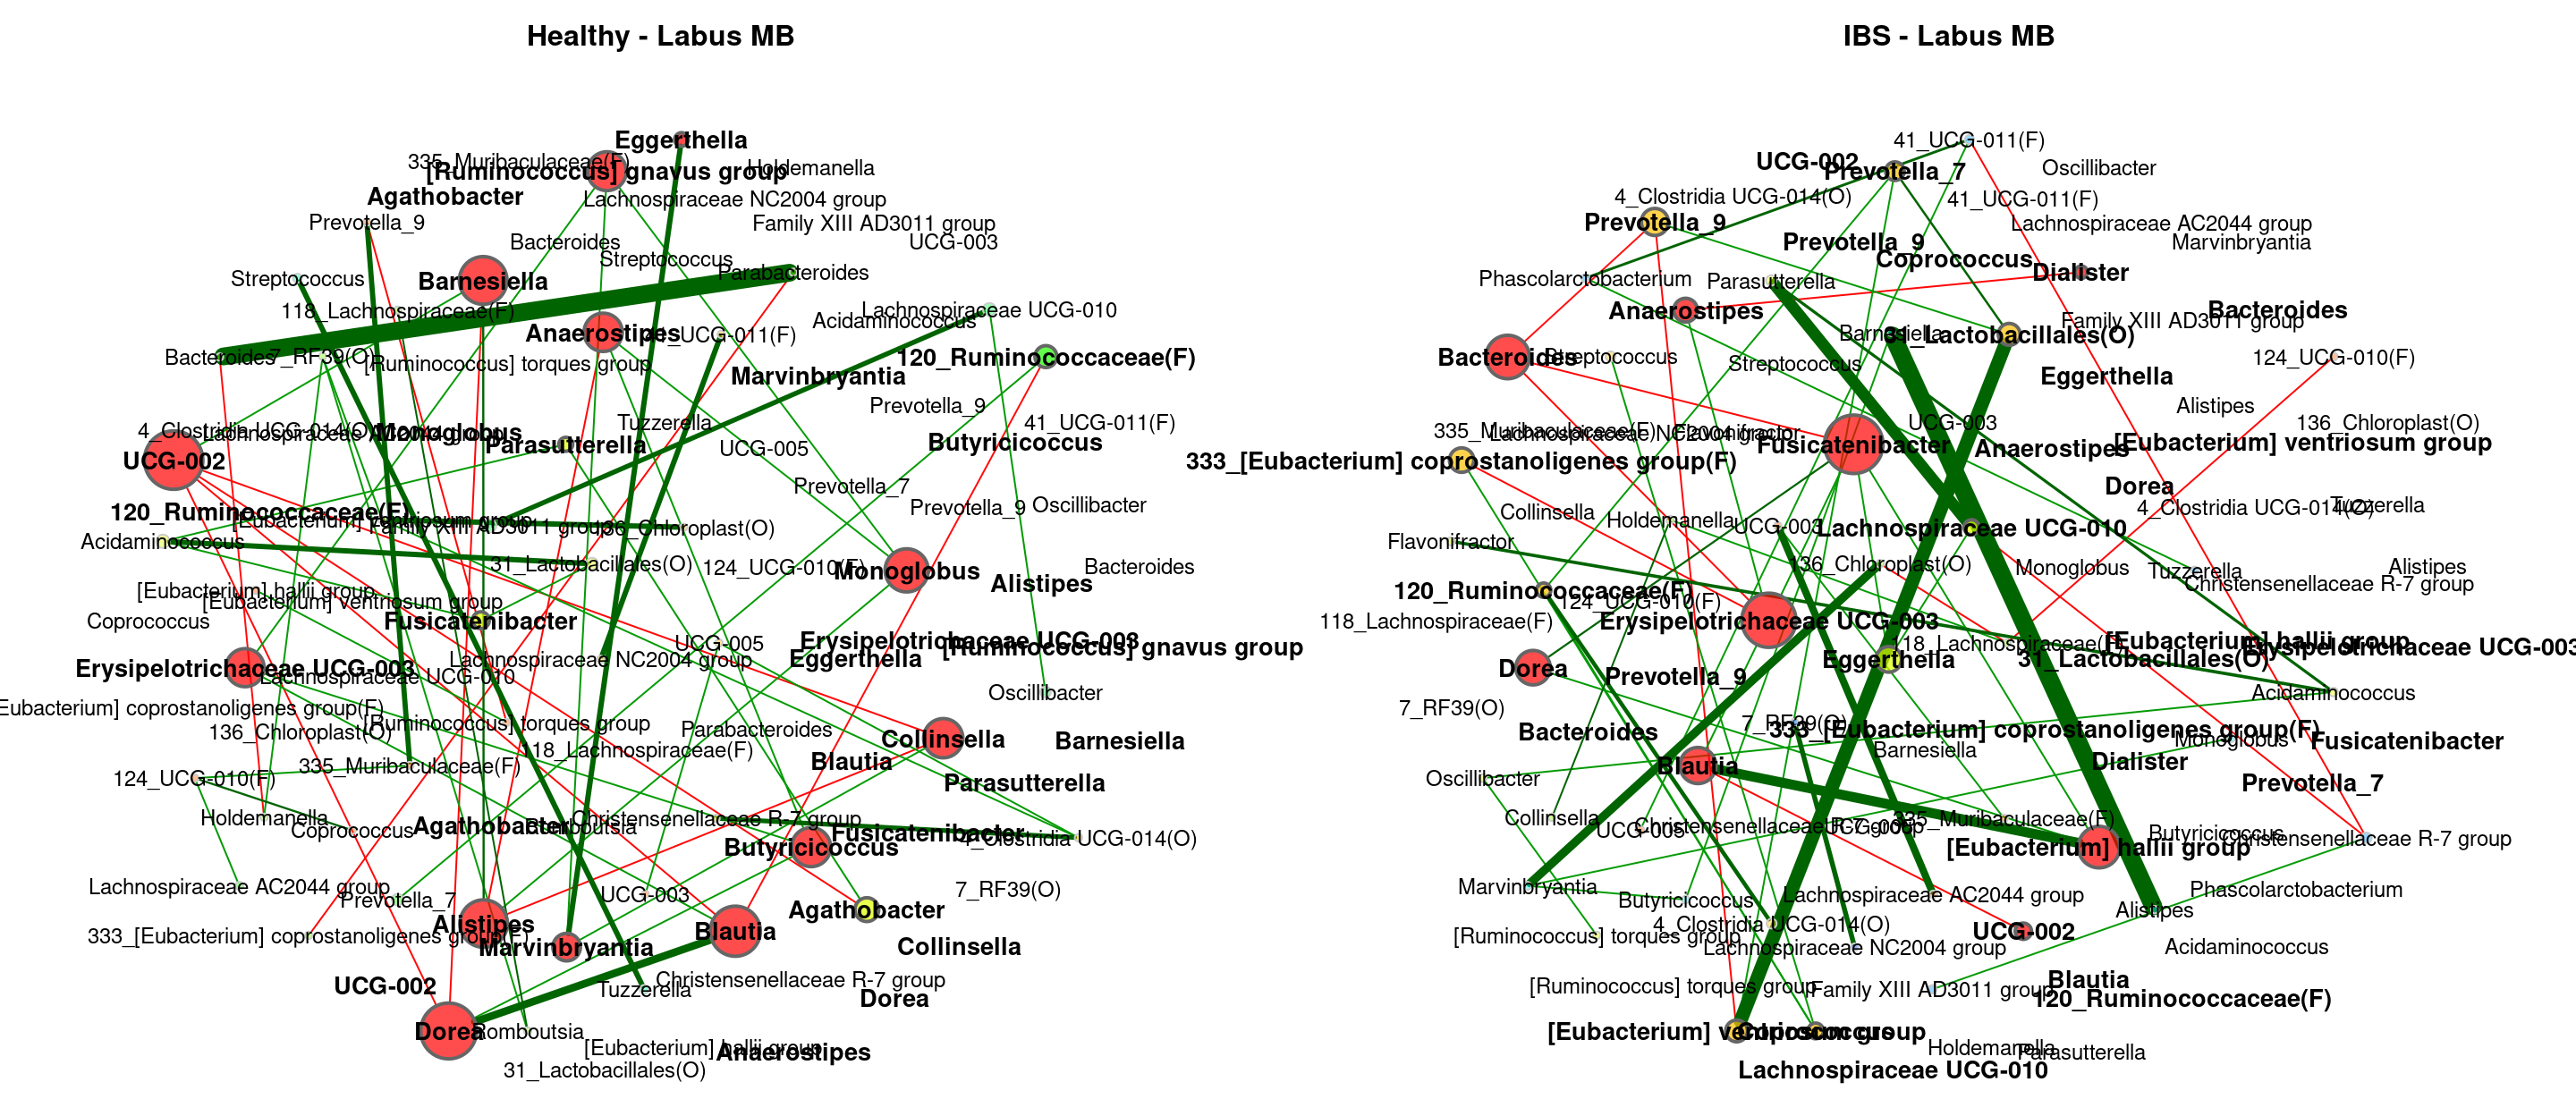 Healthy - Labus MB
Eggerthella
335_Muribaculaceae(F)
[Ruminococcus] gnavus group
Holdemanella
Agathobacter
Lachnospiraceae NC2004 group
Prevotella_9
Family XIII AD3011 group
Bacteroides
UCG-003
Streptococcus
Parabacteroides
Streptococcus
Barnesiella
118_Lachnospiraceae(F)
Lachnospiraceae UCG-010
Acidaminococcus
Anaerostipes
41_UCG-011(F)
Bacteroides
7_RF39(O)
[Ruminococcus] torques group
120_Ruminococcaceae(F)
Marvinbryantia
Prevotella_9
Tuzzerella
41_UCG-011(F)
4_Clostridia UCG-014(O)
Lachnospiraceae AC2044 group
Monoglobus
Parasutterella
UCG-005
Butyricicoccus
UCG-002
Prevotella_7
Prevotella_9
Oscillibacter
120_Ruminococcaceae(F)
[Eubacterium] ventriosum group
Family XIII AD3011 group
136_Chloroplast(O)
Acidaminococcus
31_Lactobacillales(O)
124_UCG-010(F)
Monoglobus
Alistipes
Bacteroides
[Eubacterium] hallii group
[Eubacterium] ventriosum group
Coprococcus
Fusicatenibacter
UCG-005
Erysipelotrichaceae UCG-003
[Ruminococcus] gnavus group
Eggerthella
Lachnospiraceae NC2004 group
Erysipelotrichaceae UCG-003
Lachnospiraceae UCG-010
Oscillibacter
Eubacterium] coprostanoligenes group(F)
[Ruminococcus] torques group
136_Chloroplast(O)
Parabacteroides
Collinsella
Barnesiella
118_Lachnospiraceae(F)
Blautia
335_Muribaculaceae(F)
124_UCG-010(F)
Parasutterella
Holdemanella
Coprococcus
Agathobacter
Romboutsia
Christensenellaceae R-7 group
Fusicatenibacter
4_Clostridia UCG-014(O)
Butyricicoccus
Lachnospiraceae AC2044 group
Prevotella_7
UCG-003
7_RF39(O)
Agathobacter
333_[Eubacterium] coprostanoligenes group(F)
Alistipes
Blautia
Marvinbryantia
Collinsella
UCG-002
Christensenellaceae R-7 group
Tuzzerella
Dorea
Dorea
Romboutsia
[Eubacterium] hallii group
Anaerostipes
31_Lactobacillales(O)
IBS - Labus MB
41_UCG-011(F)
UCG-002
Prevotella_7
Oscillibacter
4_Clostridia UCG-014(O)
41_UCG-011(F)
Prevotella_9
Lachnospiraceae AC2044 group
Prevotella_9
Marvinbryantia
Coprococcus
Dialister
Phascolarctobacterium
Parasutterella
Anaerostipes
Bacteroides
Family XIII AD3011 group
Barnesiella
31_Lactobacillales(O)
Bacteroides
Streptococcus
Streptococcus
124_UCG-010(F)
Eggerthella
Alistipes
UCG-003
136_Chloroplast(O)
335_Muribaculaceae(F)
Lachnospiraceae NC2004 group
Flavonifractor
Fusicatenibacter
Anaerostipes
[Eubacterium] ventriosum group
333_[Eubacterium] coprostanoligenes group(F)
Dorea
4_Clostridia UCG-014(O)
Tuzzerella
Collinsella
Holdemanella
UCG-003
Lachnospiraceae UCG-010
Flavonifractor
136_Chloroplast(O)
Monoglobus
Tuzzerella
Alistipes
Christensenellaceae R-7 group
120_Ruminococcaceae(F)
124_UCG-010(F)
118_Lachnospiraceae(F)
Erysipelotrichaceae UCG-003
118_Lachnospiraceae(F)
[Eubacterium] hallii group
Erysipelotrichaceae UCG-003
Eggerthella
31_Lactobacillales(O)
Dorea
Prevotella_9
Acidaminococcus
7_RF39(O)
7_RF39(O)
Bacteroides
333_[Eubacterium] coprostanoligenes group(F)
Monoglobus
Fusicatenibacter
Barnesiella
Dialister
Blautia
Oscillibacter
Prevotella_7
Collinsella
UCG-005
Christensenellaceae R-7 group
UCG-005
335_Muribaculaceae(F)
Butyricicoccus
Christensenellaceae R-7 group
[Eubacterium] hallii group
Marvinbryantia
Butyricicoccus
Lachnospiraceae AC2044 group
Phascolarctobacterium
Alistipes
4_Clostridia UCG-014(O)
UCG-002
[Ruminococcus] torques group
Lachnospiraceae NC2004 group
Acidaminococcus
Blautia
[Ruminococcus] torques group
Family XIII AD3011 group
120_Ruminococcaceae(F)
[Eubacterium] ventriosum group
Coprococcus
Holdemanella
Parasutterella
Lachnospiraceae UCG-010